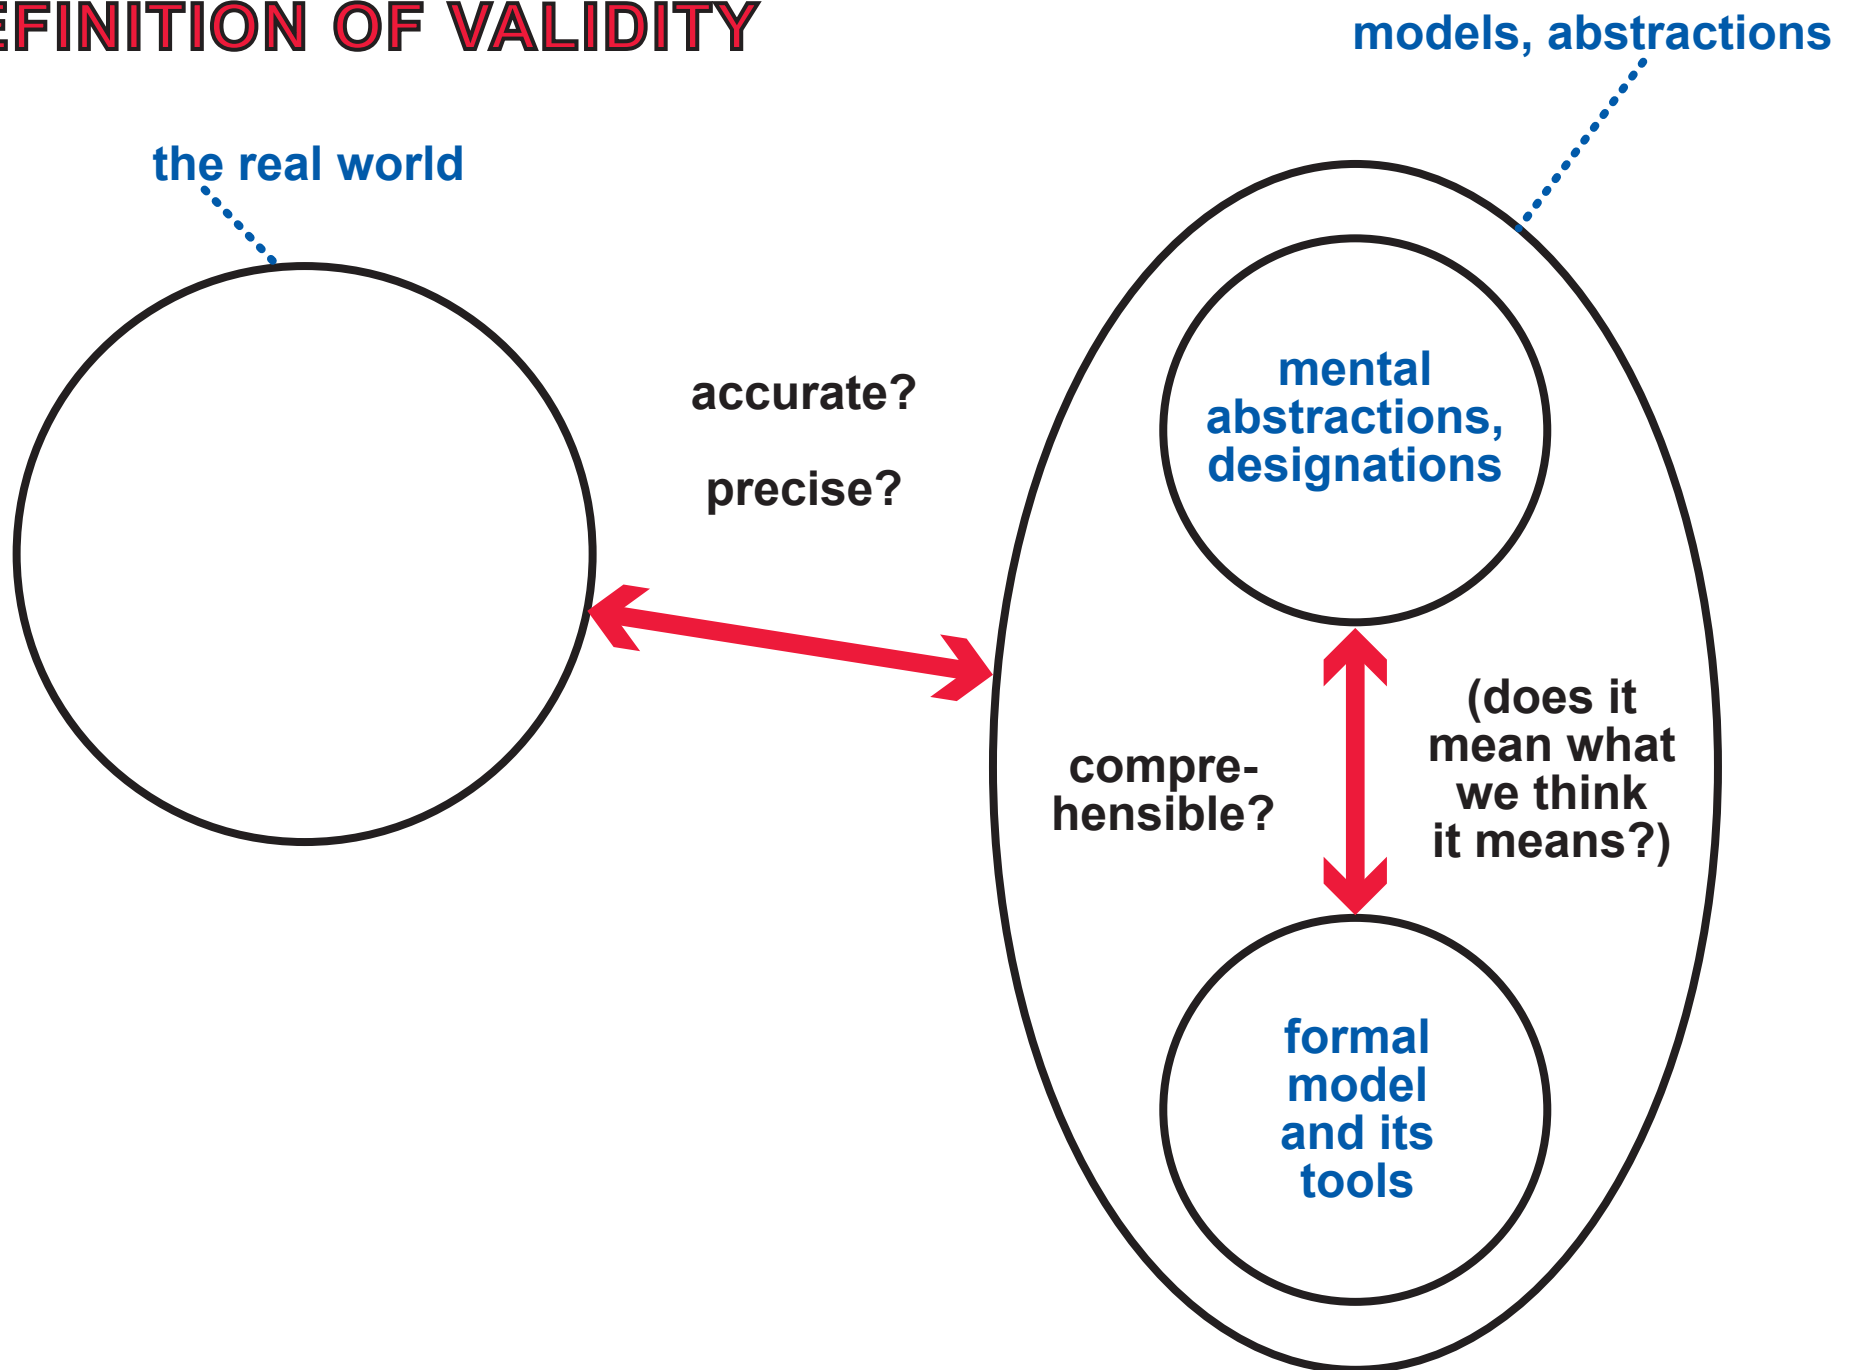 EFINITION OF VALIDITY
models, abstractions
the real world
accurate?
precise?
mental
abstractions,
designations
compre-
hensible?
(does it
mean what
we think
it means?)
formal
model
and its
tools